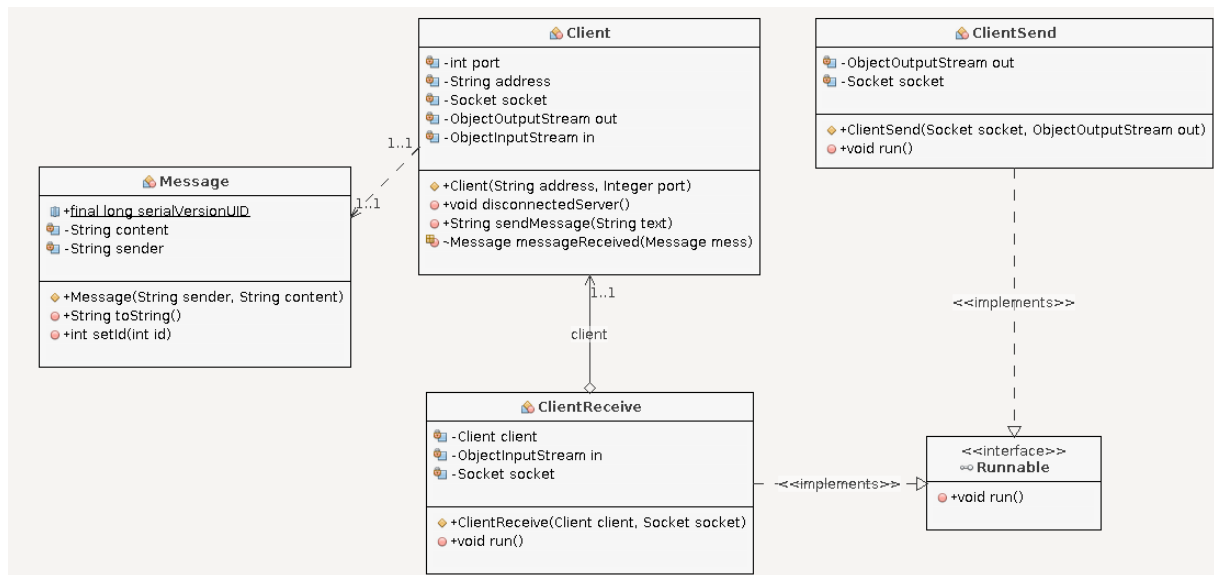 Client
-int port
-String address
-Socket socket
-ObjectOutputStream out
-ObjectInputStream in
+Client(String address, Integer port)
+void disconnectedServer()
+String sendMessage(String text)
~Message messageReceived(Message mess)
ClientSend
-ObjectOutputStream out
-Socket socket
+ClientSend(Socket socket, ObjectOutputStream out)
+void run()
1..1
1..1
Message
+final long serialVersionUID
-String content
-String sender
+Message(String sender, String content)
+String toString()
+int setId(int id)
1..1
client
<<implements>>
ClientReceive
-Client client
-ObjectInputStream in
-Socket socket
+ClientReceive(Client client, Socket socket)
+void run()
<<implements>>
<<interface>>
Runnable
+void run()